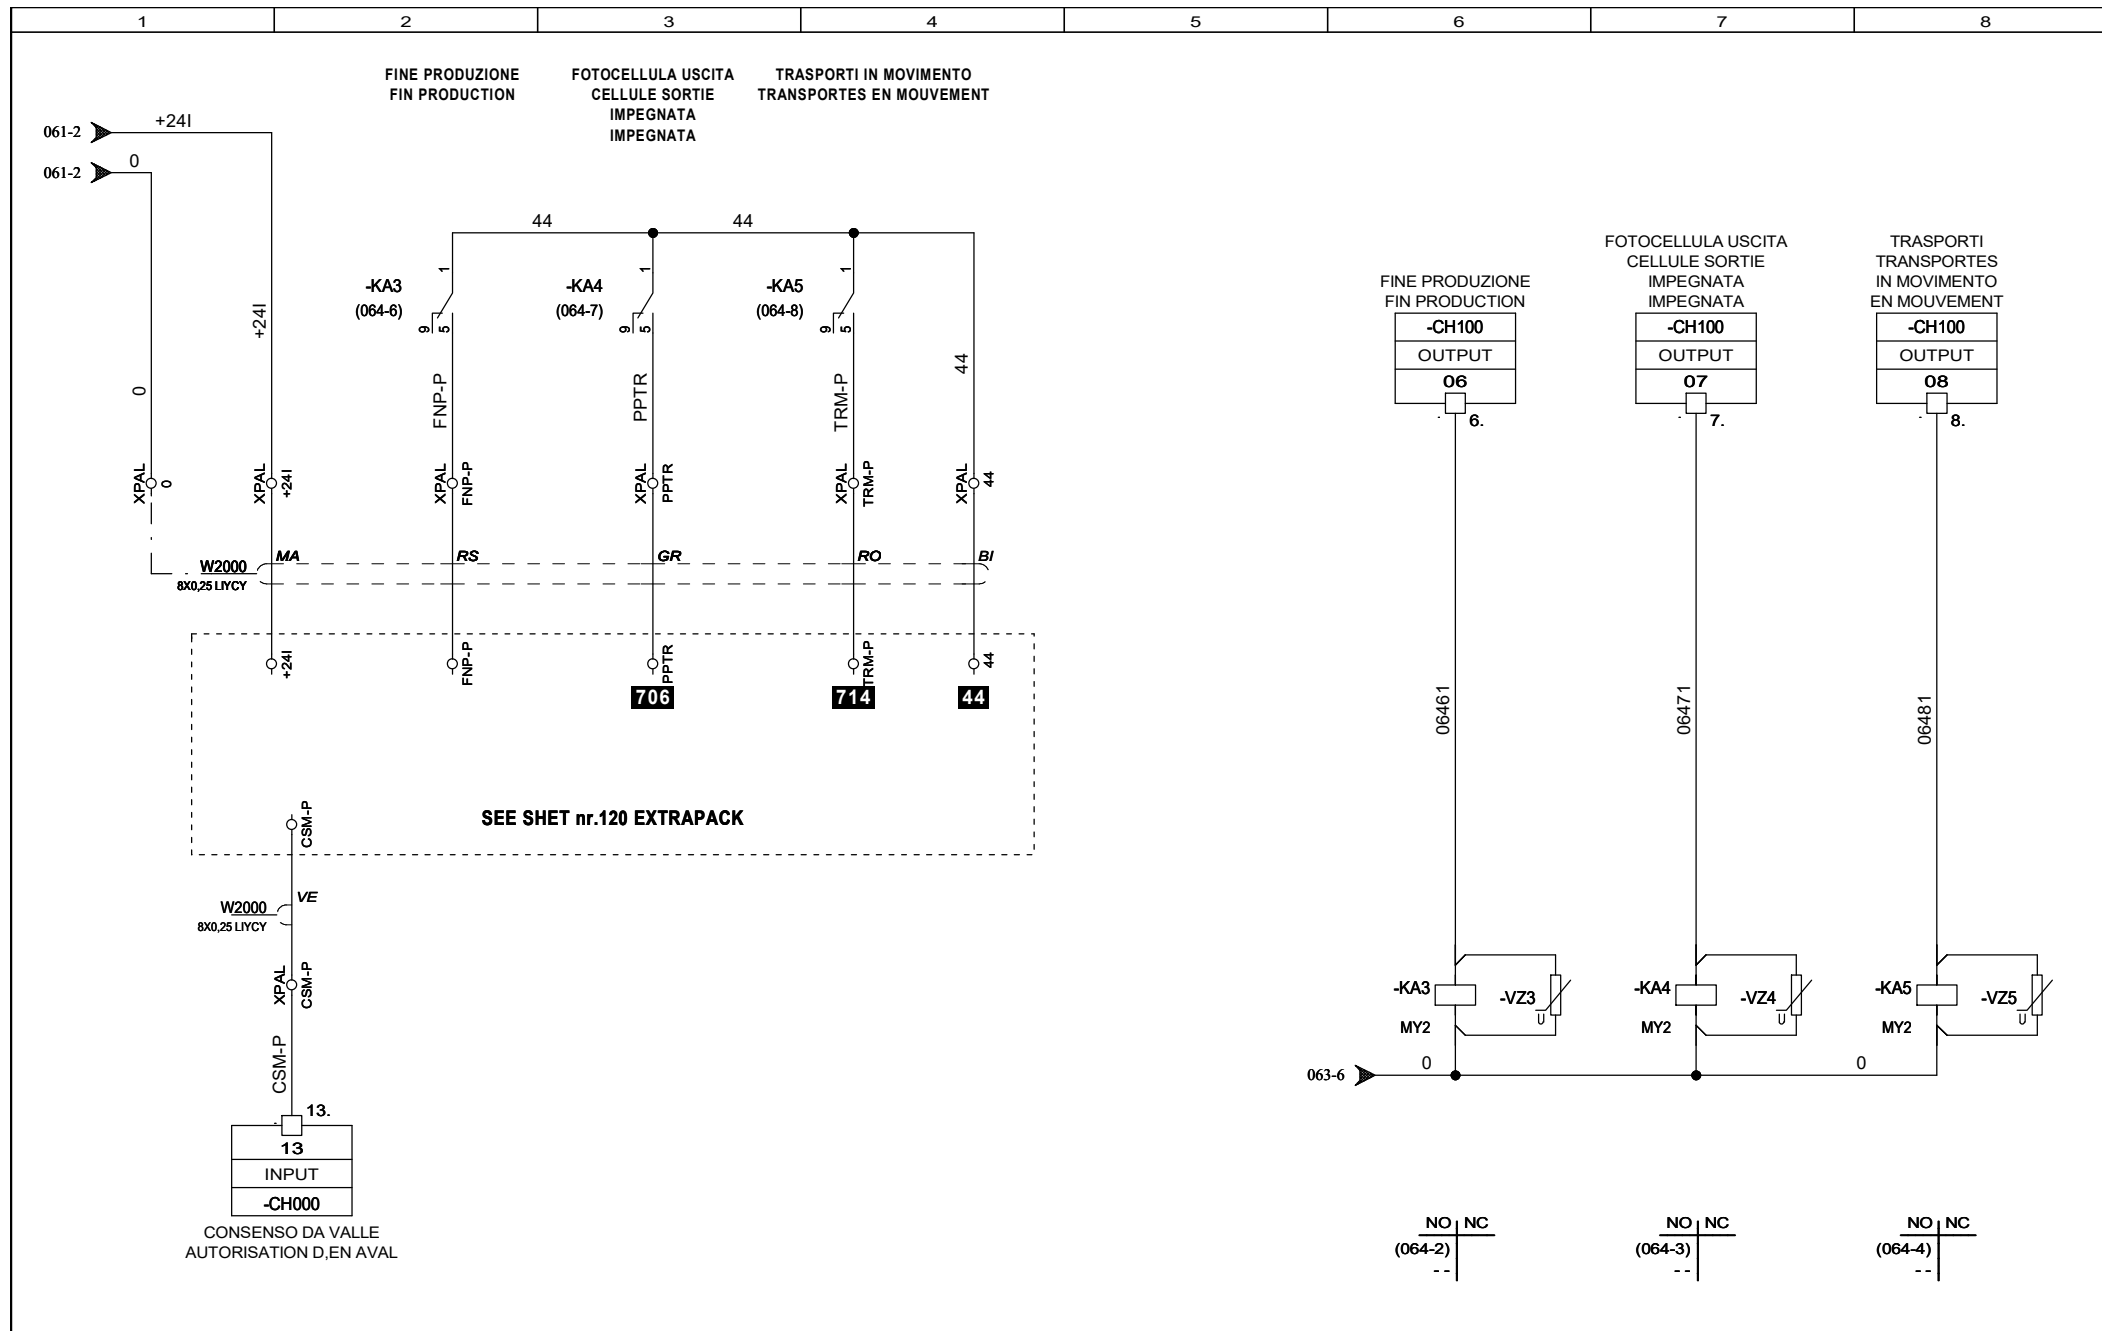 1 2 3 4 5 6 7 8
FINE PRODUZIONE
FIN PRODUCTION
FOTOCELLULA USCITA
CELLULE SORTIE
IMPEGNATA
IMPEGNATA
TRASPORTI IN MOVIMENTO
TRANSPORTES EN MOUVEMENT
061-2 +24I
061-2 0
44 44
-KA3
(064-6)
1
9 5
-KA4
(064-7)
1
9 5
-KA5
(064-8)
1
9 5
0
+24I
FNP-P
PPTR
TRM-P
44
XPAL 0
XPAL +24I
XPAL FNP-P
XPAL PPTR
XPAL TRM-P
XPAL 44
W2000
8X0,25 LIYCY
MA RS GR RO BI
+24I FNP-P PPTR TRM-P 44
706 714 44
SEE SHET nr.120 EXTRAPACK
CSM-P
W2000
8X0,25 LIYCY
VE
XPAL CSM-P
CSM-P
13.
13
INPUT
-CH000
CONSENSO DA VALLE
AUTORISATION D,EN AVAL
FINE PRODUZIONE
FIN PRODUCTION
-CH100
OUTPUT
06
6.
FOTOCELLULA USCITA
CELLULE SORTIE
IMPEGNATA
IMPEGNATA
-CH100
OUTPUT
07
7.
TRASPORTI
TRANSPORTES
IN MOVIMENTO
EN MOUVEMENT
-CH100
OUTPUT
08
8.
06461
06471
06481
-KA3
MY2
-VZ3
U
-KA4
MY2
-VZ4
U
-KA5
MY2
-VZ5
U
063-6 0 0
NO NC
(064-2)
--
NO NC
(064-3)
--
NO NC
(064-4)
--